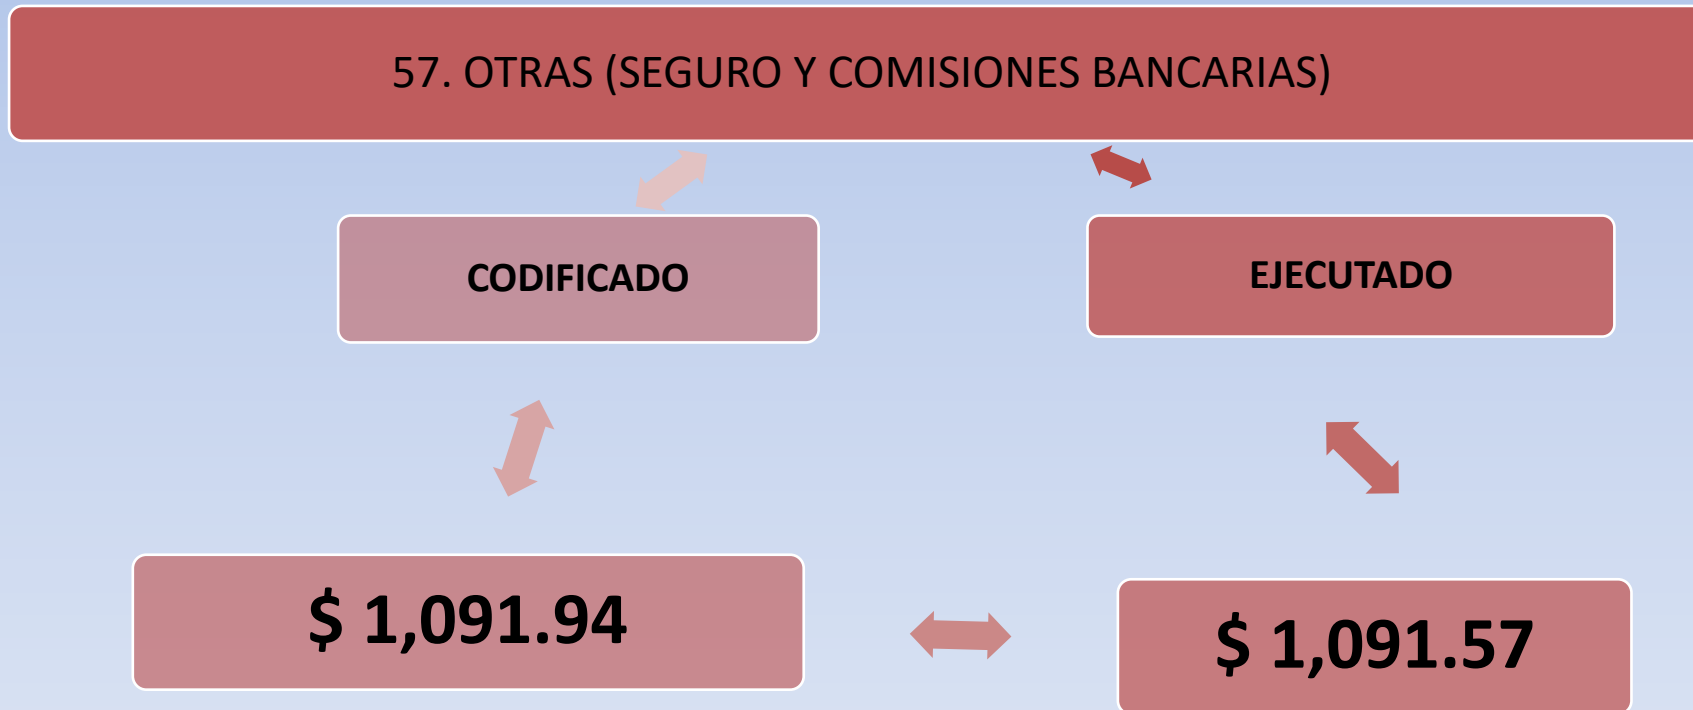 57. OTRAS (SEGURO Y COMISIONES BANCARIAS)
CODIFICADO
EJECUTADO
$ 1,091.94
$ 1,091.57